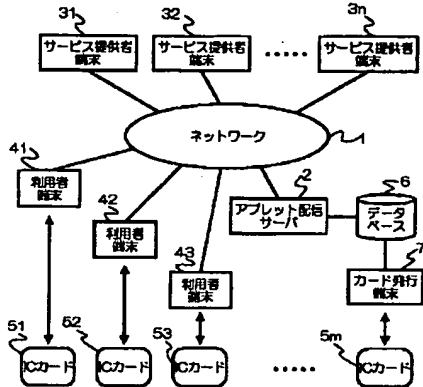 31
32
3n
サービス提供者
端末
サービス提供者
端末
・・・・・
サービス提供者
端末
ネットワーク
1
41
利用者
端末
42
利用者
端末
43
利用者
端末
2
アプレット配信
サーバ
6
データ
ベース
7
カード発行
端末
51
ICカード
52
ICカード
53
ICカード
・・・・・
5m
ICカード